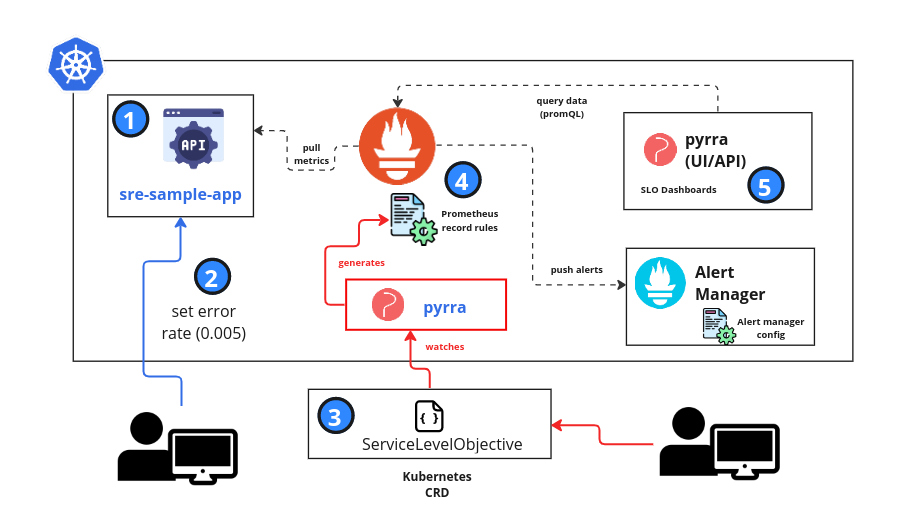 1
API
sre-sample-app
pull
metrics
query data
(promQL)
pyrra
(UI/API)
SLO Dashboards
5
4
Prometheus
record rules
generates
pyrra
watches
push alerts
Alert
Manager
Alert manager
config
2
set error
rate (0.005)
3
{ }
ServiceLevelObjective
Kubernetes
CRD